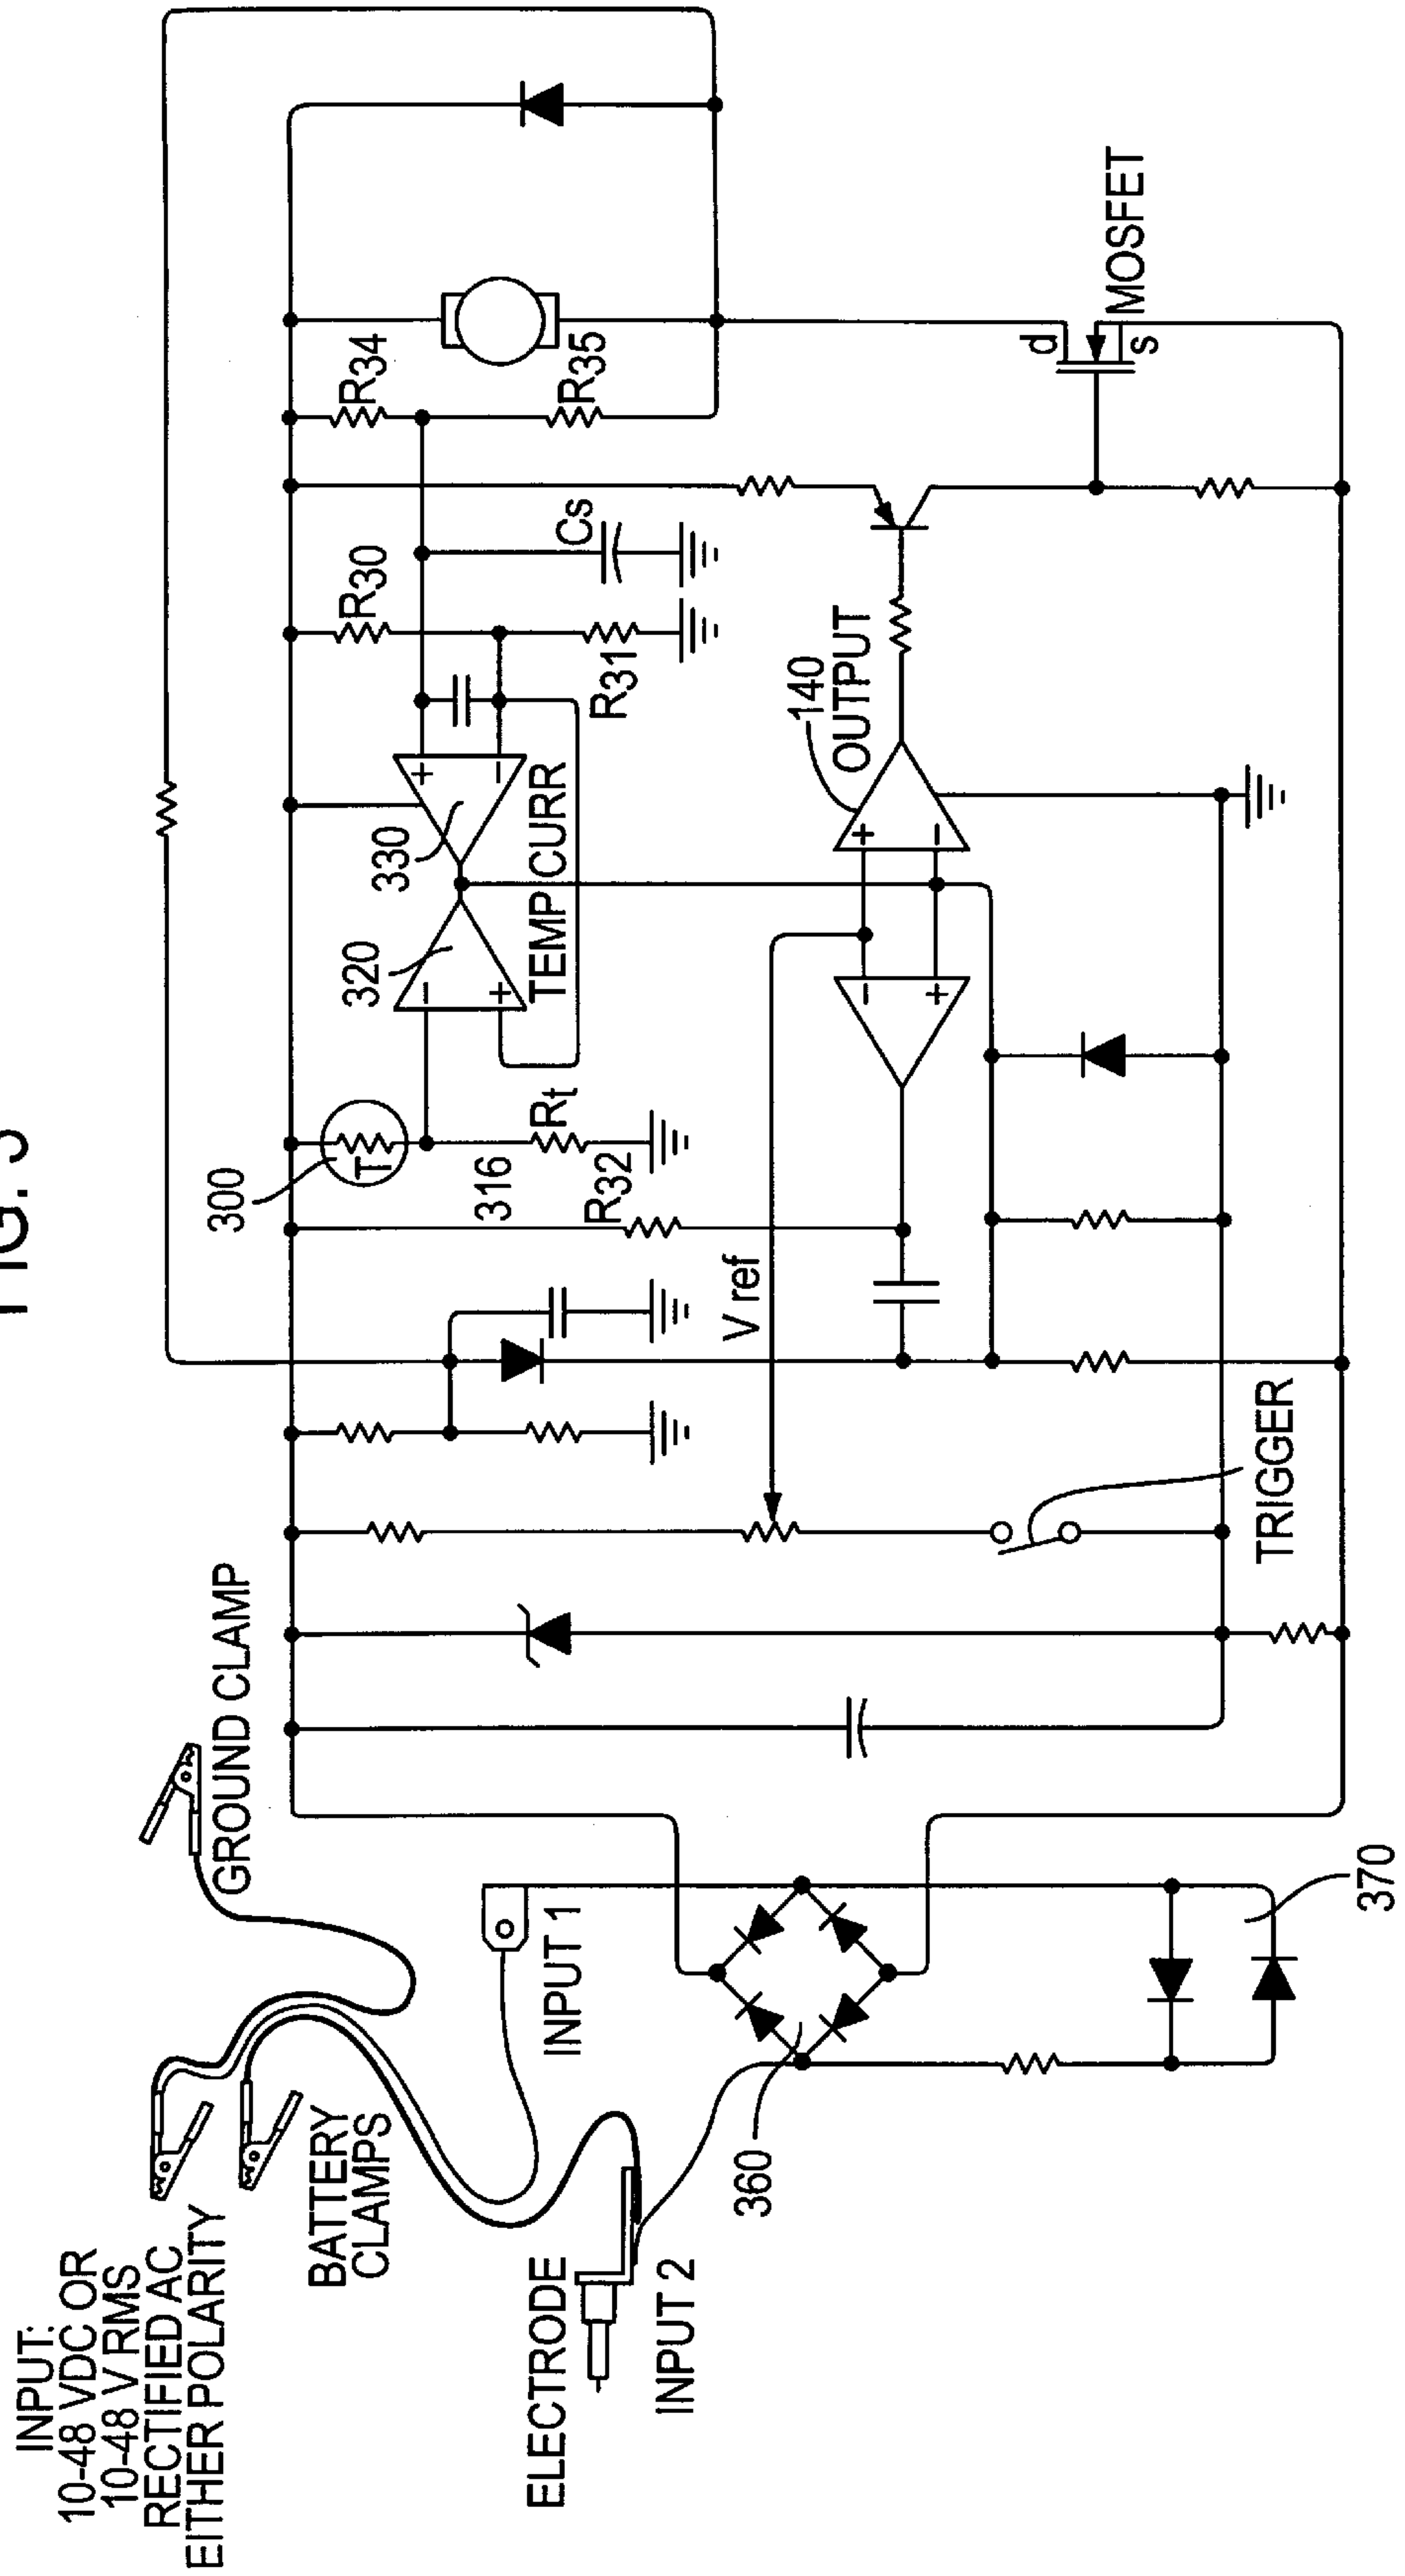 FIG. 3
INPUT:
10-48 VDC OR
10-48 V RMS
RECTIFIED AC
EITHER POLARITY
BATTERY
CLAMPS
GROUND CLAMP
ELECTRODE
INPUT 2
INPUT 1
360
370
TRIGGER
V ref
300
T
316
Rt
R32
320
330
TEMP CURR
- +
+ -
R30
R31
Cs
R34
R35
140
OUTPUT
+ -
- +
d
s
MOSFET